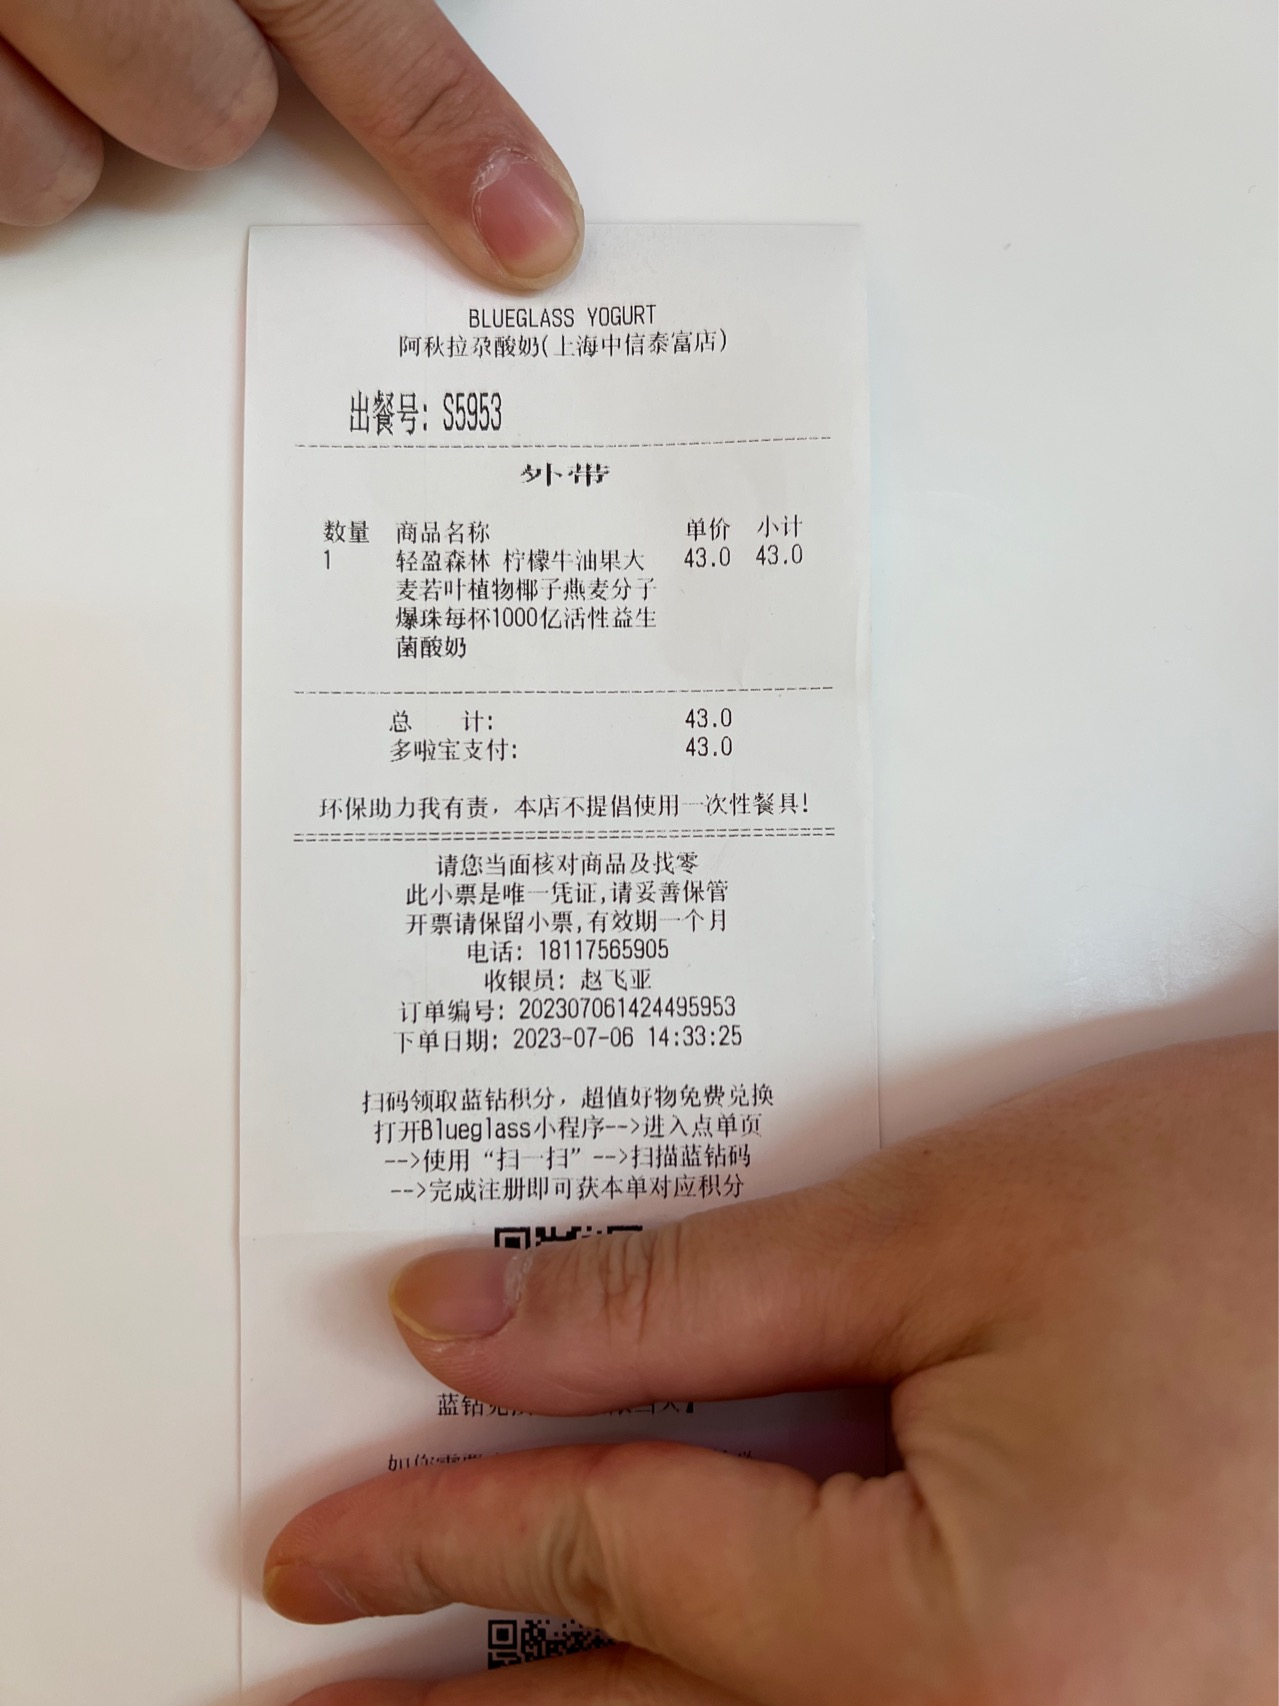 BLUEGLASS YOGURT
阿秋拉尕酸奶(上海中信泰富店)
出餐号: S5953
外带
数量 商品名称 单价 小计
1 轻盈森林 柠檬牛油果大 43.0 43.0
麦若叶植物椰子燕麦分子
爆珠每杯1000亿活性益生
菌酸奶
总 计: 43.0
多啦宝支付: 43.0
环保助力我有责，本店不提倡使用一次性餐具!
请您当面核对商品及找零
此小票是唯一凭证,请妥善保管
开票请保留小票,有效期一个月
电话: 18117565905
收银员: 赵飞亚
订单编号: 202307061424495953
下单日期: 2023-07-06 14:33:25
扫码领取蓝钻积分，超值好物免费兑换
打开Blueglass小程序-->进入点单页
-->使用“扫一扫”-->扫描蓝钻码
-->完成注册即可获本单对应积分
蓝钻